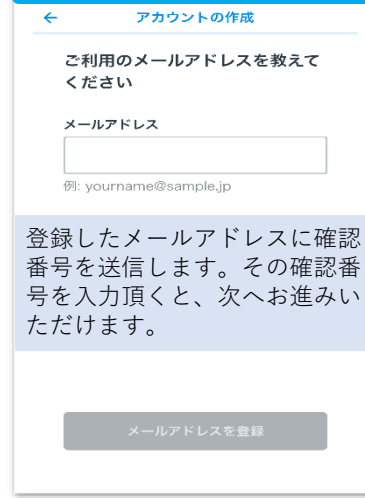 アカウントの作成
ご利用のメールアドレスを教えて
ください
メールアドレス
例: yourname@sample.jp
登録したメールアドレスに確認
番号を送信します。その確認番
号を入力頂くと、次へお進みい
ただけます。
メールアドレスを登録